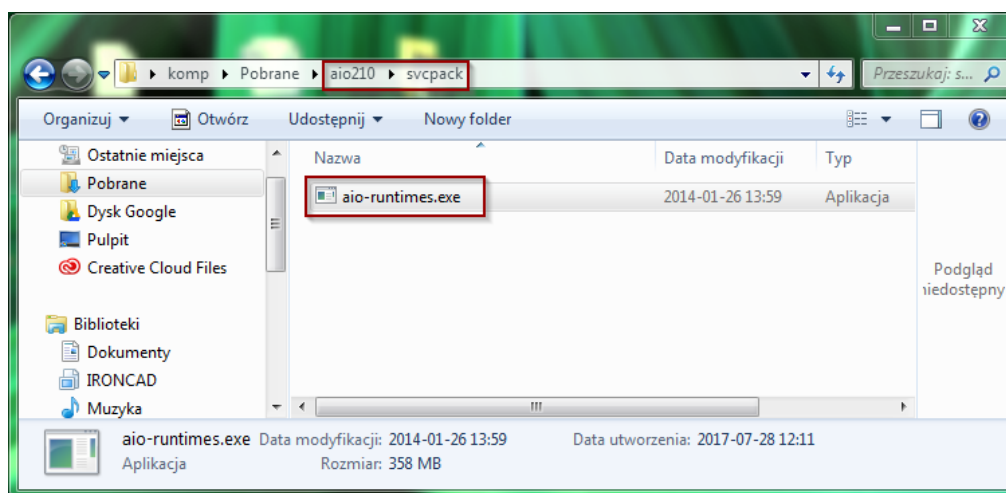 komp Pobrane aio210 svcpack
Przeszukaj: s...
Organizuj Otwórz Udostępnij Nowy folder
Ostatnie miejsca
Pobrane
Dysk Google
Pulpit
Creative Cloud Files
Biblioteki
Dokumenty
IRONCAD
Muzyka
Nazwa Data modyfikacji Typ
aio-runtimes.exe 2014-01-26 13:59 Aplikacja
Podgląd
niedostępny
aio-runtimes.exe Data modyfikacji: 2014-01-26 13:59 Data utworzenia: 2017-07-28 12:11
Aplikacja Rozmiar: 358 MB